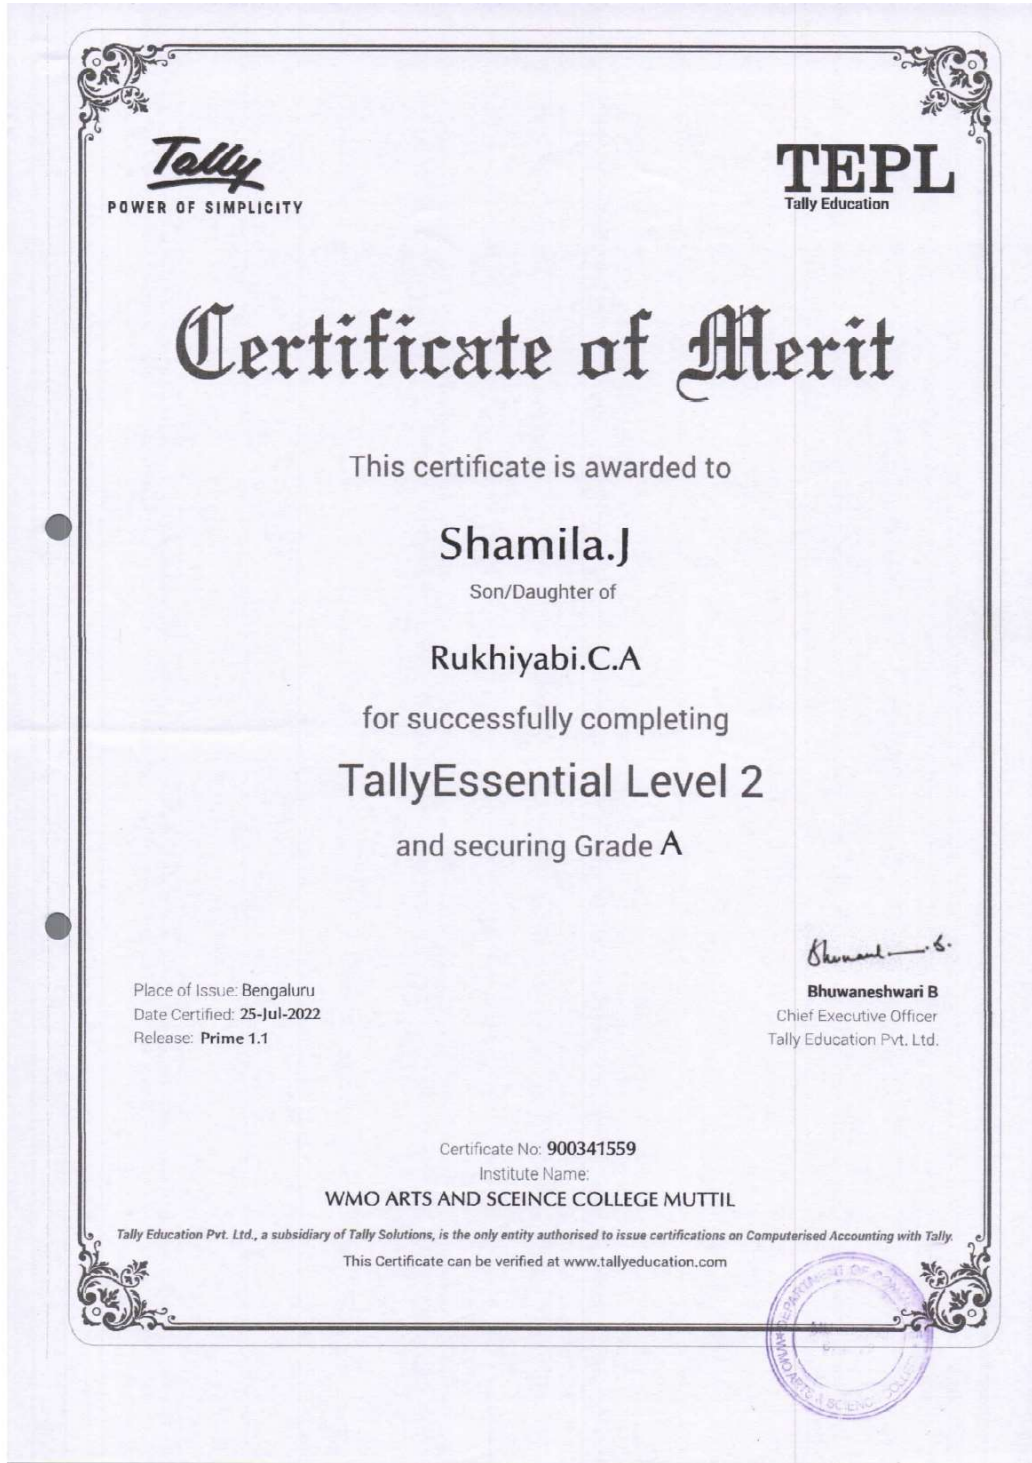 Tally
POWER OF SIMPLICITY
TEPL
Tally Education
Certificate of Merit
This certificate is awarded to
Shamila.J
Son/Daughter of
Rukhiyabi.C.A
for successfully completing
TallyEssential Level 2
and securing Grade A
Place of Issue: Bengaluru
Date Certified: 25-Jul-2022
Release: Prime 1.1
Bhuwaneshwari B
Chief Executive Officer
Tally Education Pvt. Ltd.
Certificate No: 900341559
Institute Name:
WMO ARTS AND SCEINCE COLLEGE MUTTIL
Tally Education Pvt. Ltd., a subsidiary of Tally Solutions, is the only entity authorised to issue certifications on Computerised Accounting with Tally.
This Certificate can be verified at www.tallyeducation.com
DEPARTMENT OF
WMO ARTS &